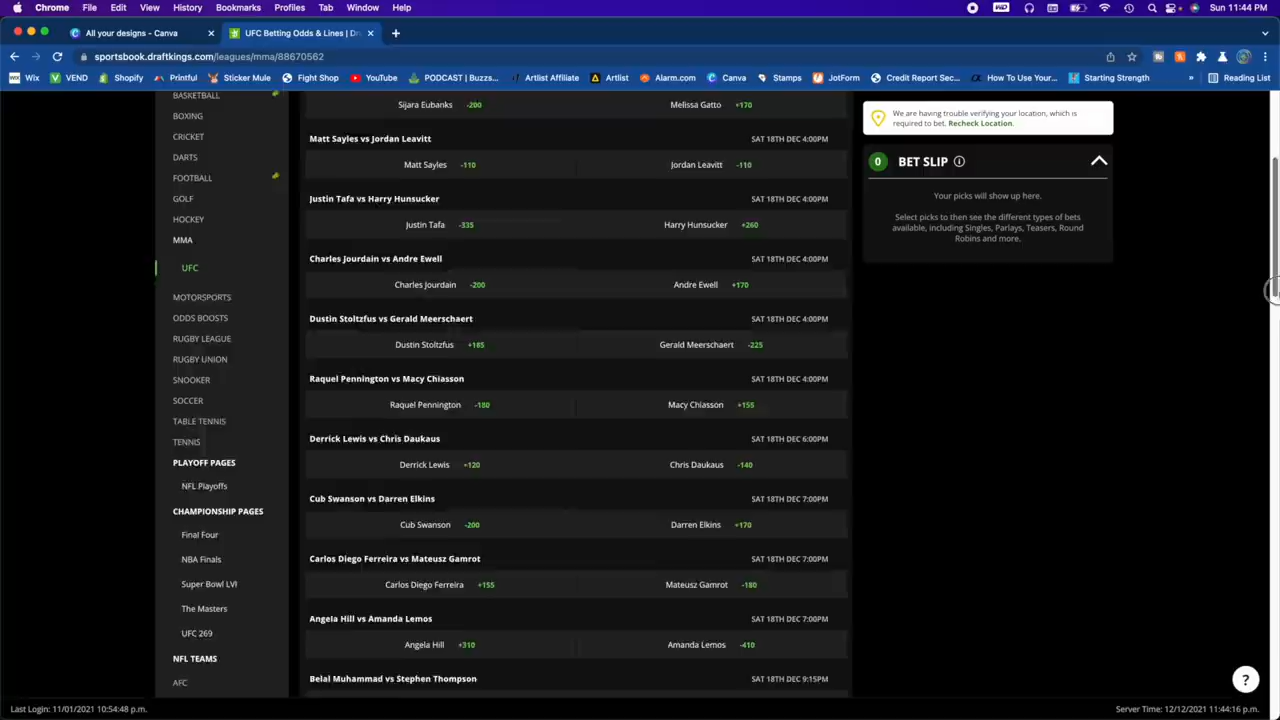 Chrome File Edit View History Bookmarks Profiles Tab Window Help
Sun 11:44 PM
All your designs - Canva
UFC Betting Odds & Lines | Dr
sportsbook.draftkings.com/leagues/mma/88670562
Wix VEND Shopify Printful Sticker Mule Fight Shop YouTube PODCAST | Buzzs... Artlist Affiliate Artlist Alarm.com Canva Stamps JotForm Credit Report Sec... How To Use Your... Starting Strength » Reading List
BASKETBALL
BOXING
CRICKET
DARTS
FOOTBALL
GOLF
HOCKEY
MMA
UFC
MOTORSPORTS
ODDS BOOSTS
RUGBY LEAGUE
RUGBY UNION
SNOOKER
SOCCER
TABLE TENNIS
TENNIS
PLAYOFF PAGES
NFL Playoffs
CHAMPIONSHIP PAGES
Final Four
NBA Finals
Super Bowl LVI
The Masters
UFC 269
NFL TEAMS
AFC
Sijara Eubanks -200 Melissa Gatto +170
Matt Sayles vs Jordan Leavitt SAT 18TH DEC 4:00PM
Matt Sayles -110 Jordan Leavitt -110
Justin Tafa vs Harry Hunsucker SAT 18TH DEC 4:00PM
Justin Tafa -335 Harry Hunsucker +260
Charles Jourdain vs Andre Ewell SAT 18TH DEC 4:00PM
Charles Jourdain -200 Andre Ewell +170
Dustin Stoltzfus vs Gerald Meerschaert SAT 18TH DEC 4:00PM
Dustin Stoltzfus +185 Gerald Meerschaert -225
Raquel Pennington vs Macy Chiasson SAT 18TH DEC 4:00PM
Raquel Pennington -180 Macy Chiasson +155
Derrick Lewis vs Chris Daukaus SAT 18TH DEC 6:00PM
Derrick Lewis +120 Chris Daukaus -140
Cub Swanson vs Darren Elkins SAT 18TH DEC 7:00PM
Cub Swanson -200 Darren Elkins +170
Carlos Diego Ferreira vs Mateusz Gamrot SAT 18TH DEC 7:00PM
Carlos Diego Ferreira +155 Mateusz Gamrot -180
Angela Hill vs Amanda Lemos SAT 18TH DEC 7:00PM
Angela Hill +310 Amanda Lemos -410
Belal Muhammad vs Stephen Thompson SAT 18TH DEC 9:15PM
We are having trouble verifying your location, which is
required to bet. Recheck Location.
0 BET SLIP
Your picks will show up here.
Select picks to then see the different types of bets
available, including Singles, Parlays, Teasers, Round
Robins and more.
?
Last Login: 11/01/2021 10:54:48 p.m.
Server Time: 12/12/2021 11:44:16 p.m.